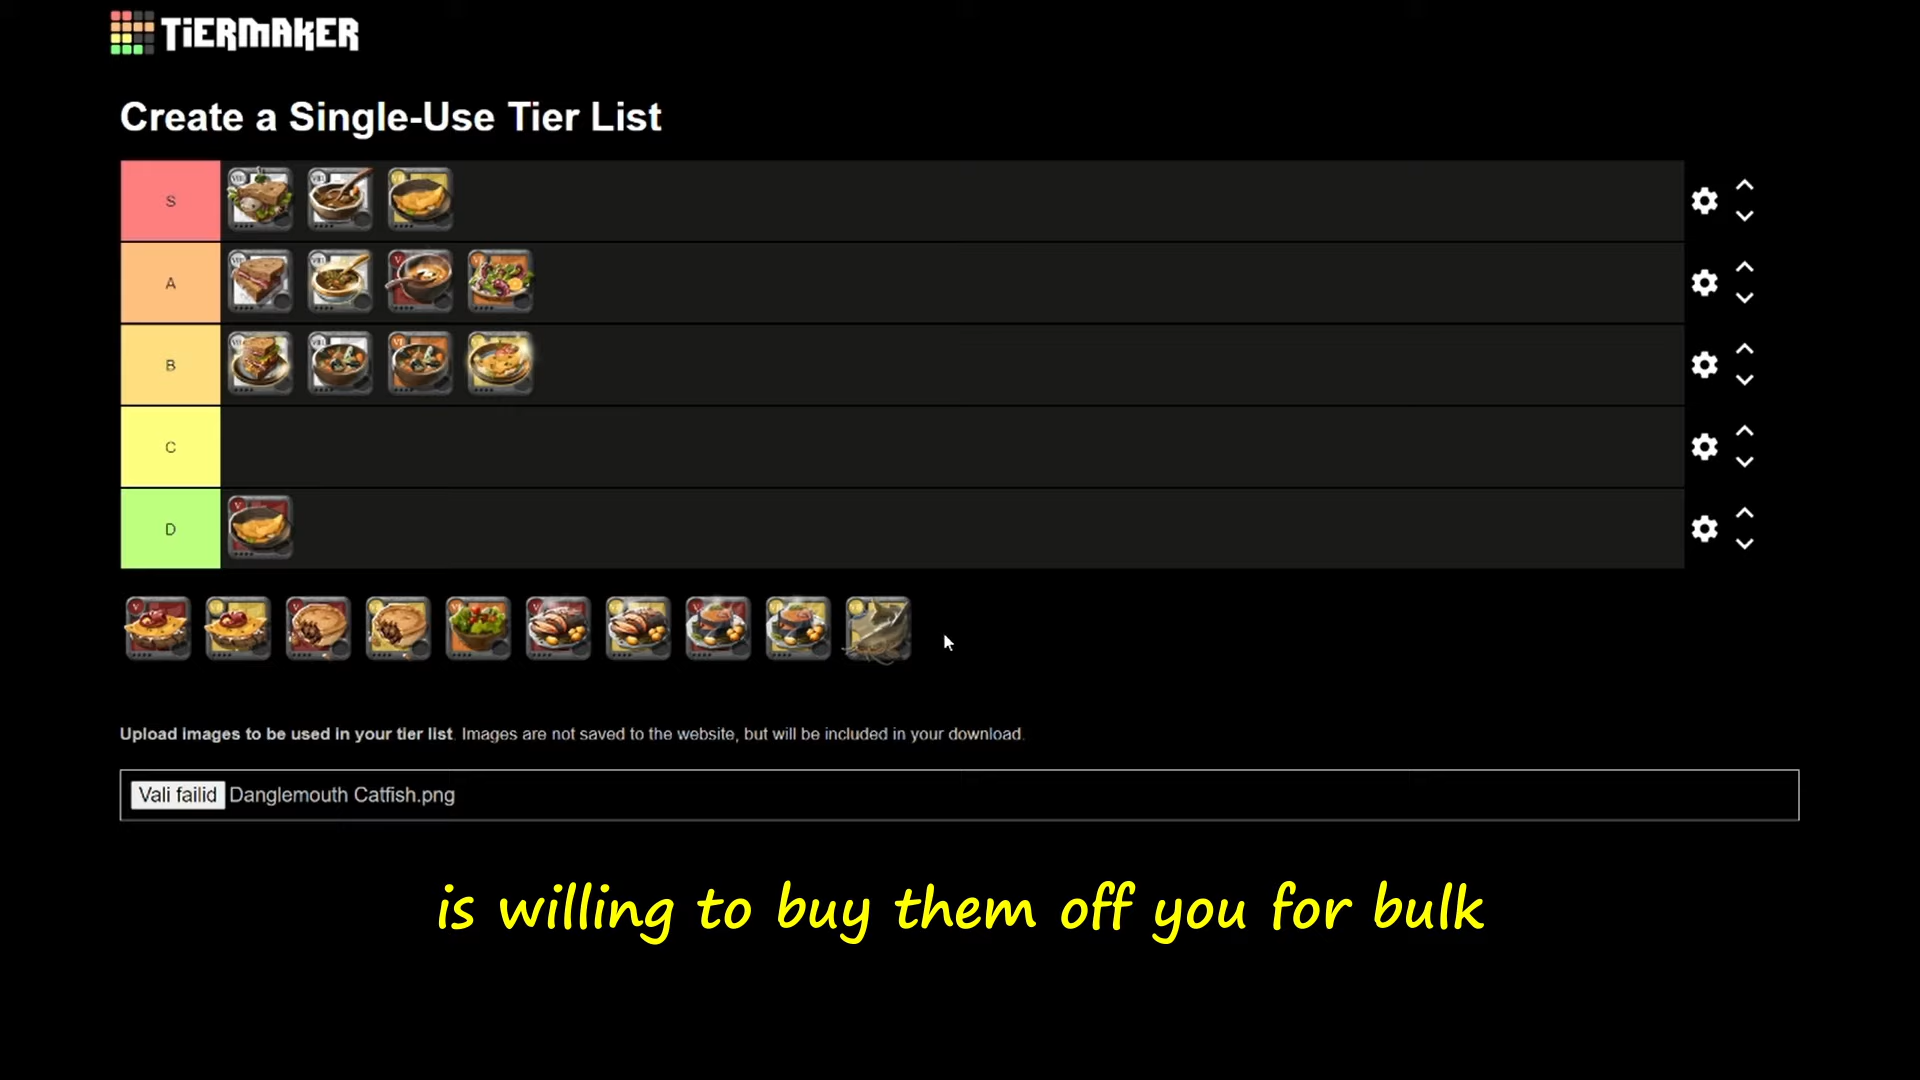 TiERMAKER
Create a Single-Use Tier List
S
A
B
C
D
Upload images to be used in your tier list. Images are not saved to the website, but will be included in your download.
Vali failid Danglemouth Catfish.png
is willing to buy them off you for bulk